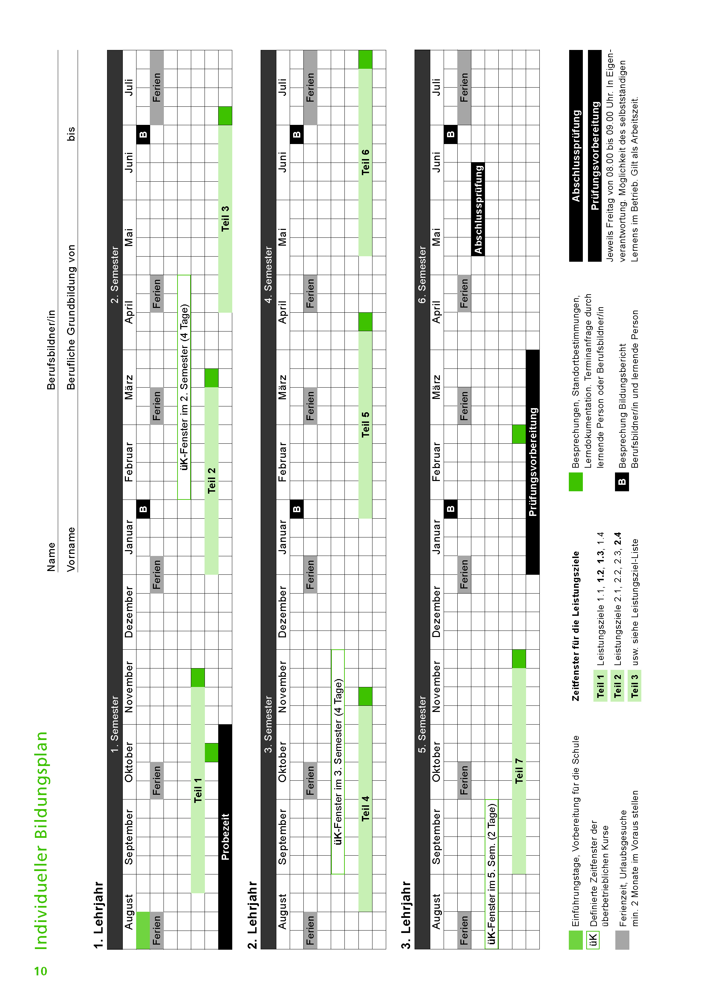 10
Individueller Bildungsplan
Name
Berufsbildner/in
Vorname
Berufliche Grundbildung von
bis
1. Lehrjahr
1. Semester
2. Semester
August
September
Oktober
November
Dezember
Januar
Februar
März
April
Mai
Juni
Juli
B
B
Ferien
Ferien
Ferien
Ferien
Ferien
Ferien
üK-Fenster im 2. Semester (4 Tage)
Teil 1
Teil 2
Probezeit
Teil 3
2. Lehrjahr
3. Semester
4. Semester
August
September
Oktober
November
Dezember
Januar
Februar
März
April
Mai
Juni
Juli
B
B
Ferien
Ferien
Ferien
Ferien
Ferien
Ferien
üK-Fenster im 3. Semester (4 Tage)
Teil 4
Teil 5
Teil 6
3. Lehrjahr
5. Semester
6. Semester
August
September
Oktober
November
Dezember
Januar
Februar
März
April
Mai
Juni
Juli
B
B
Ferien
Ferien
Ferien
Ferien
Ferien
Ferien
Abschlussprüfung
üK-Fenster im 5. Sem. (2 Tage)
Teil 7
Prüfungsvorbereitung
Einführungstage, Vorbereitung für die Schule
üK
Definierte Zeitfenster der
überbetrieblichen Kurse
Ferienzeit, Urlaubsgesuche
min. 2 Monate im Voraus stellen
Zeitfenster für die Leistungsziele
Teil 1 Leistungsziele 1.1, 1.2, 1.3, 1.4
Teil 2 Leistungsziele 2.1, 2.2, 2.3, 2.4
Teil 3 usw. siehe Leistungsziel-Liste
Besprechungen, Standortbestimmungen,
Lerndokumentation. Terminanfrage durch
lernende Person oder Berufsbildner/in
B
Besprechung Bildungsbericht
Berufsbildner/in und lernende Person
Abschlussprüfung
Prüfungsvorbereitung
Jeweils Freitag von 08.00 bis 09.00 Uhr. In Eigen-
verantwortung. Möglichkeit des selbstständigen
Lernens im Betrieb. Gilt als Arbeitszeit.